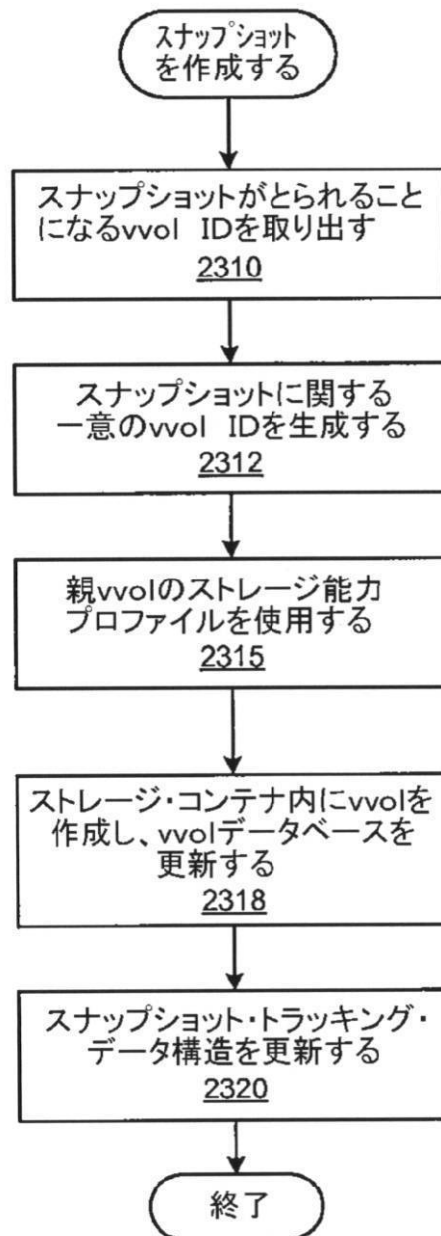 スナップショット
を作成する
スナップショットがとられること
になるvvol IDを取り出す
2310
スナップショットに関する
一意のvvol IDを生成する
2312
親vvolのストレージ能力
プロファイルを使用する
2315
ストレージ・コンテナ内にvvolを
作成し、vvolデータベースを
更新する
2318
スナップショット・トラッキング・
データ構造を更新する
2320
終了